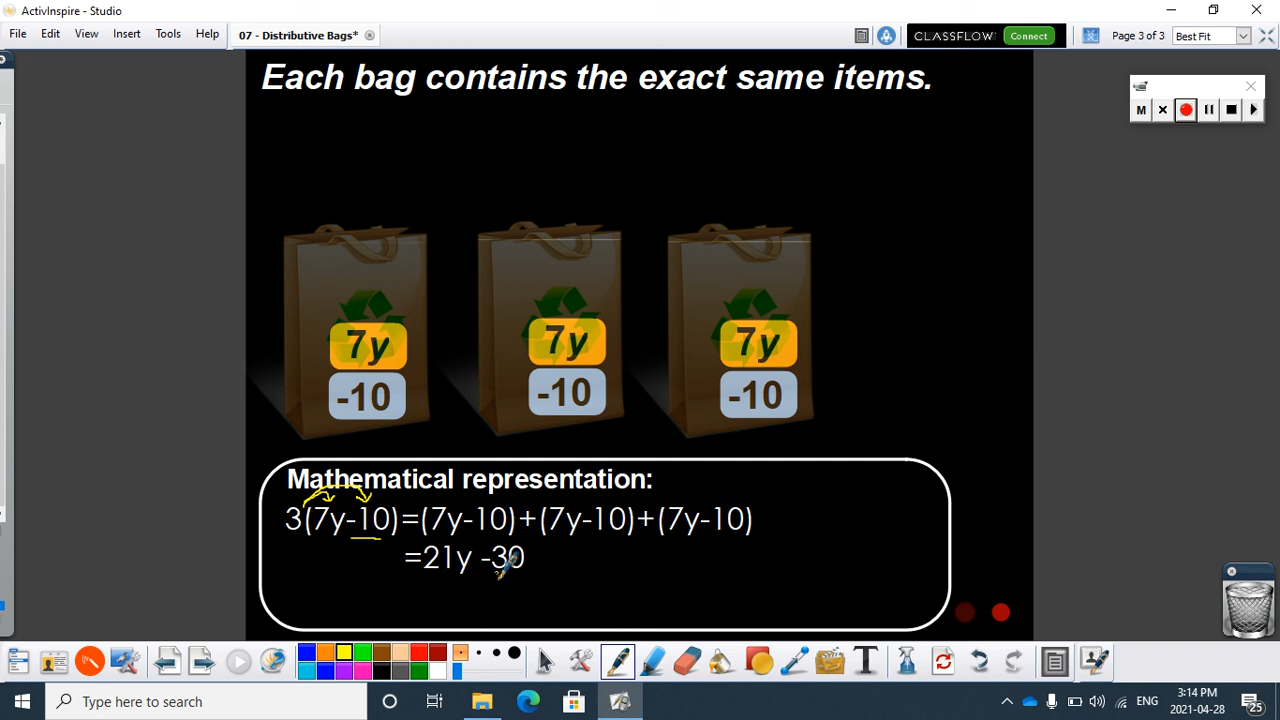 ActivInspire - Studio
File Edit View Insert Tools Help
07 - Distributive Bags*
CLASSFLOW Connect
Page 3 of 3
Best Fit
Each bag contains the exact same items.
M
7y 7y 7y
-10 -10 -10
Mathematical representation:
3(7y-10)=(7y-10)+(7y-10)+(7y-10)
=21y -30
T
Type here to search
ENG
3:14 PM
2021-04-28
25